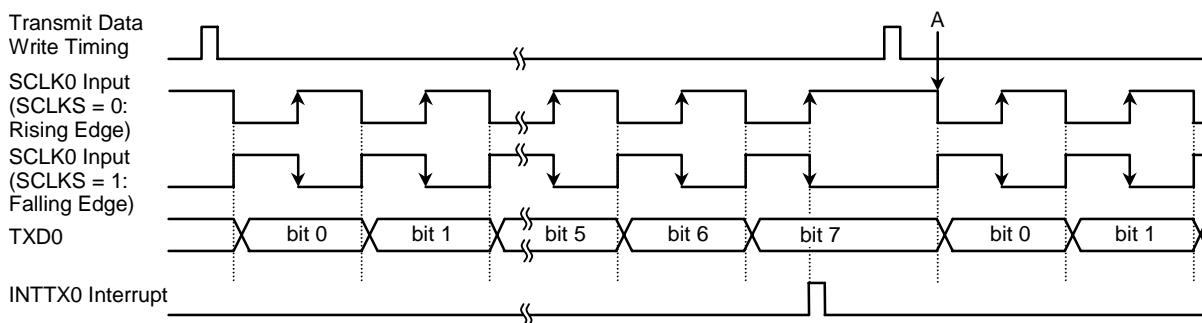 Transmit Data
Write Timing
A
SCLK0 Input
(SCLKS = 0:
Rising Edge)
SCLK0 Input
(SCLKS = 1:
Falling Edge)
TXD0
bit 0
bit 1
bit 5
bit 6
bit 7
bit 0
bit 1
INTTX0 Interrupt